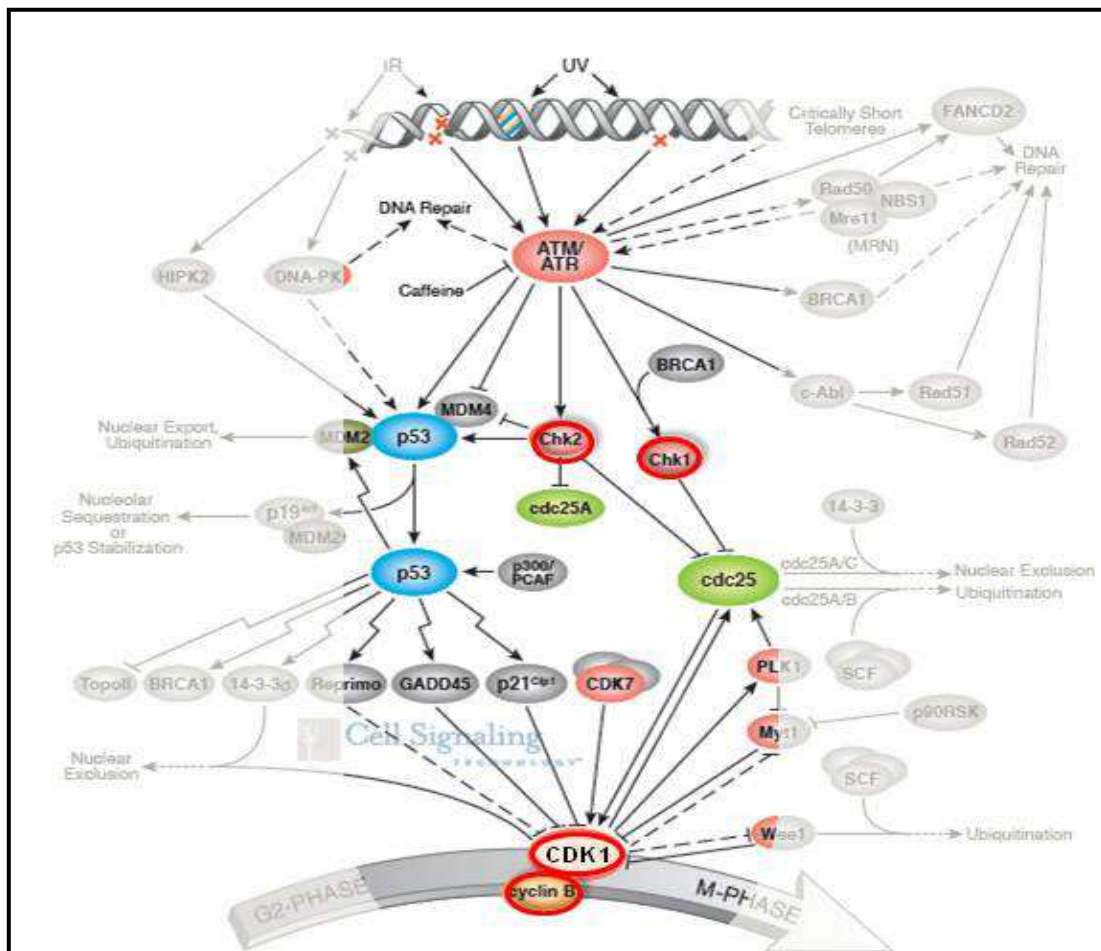 IR
UV
Critically Short
Telomeres
FANCD2
DNA
Repair
Rad50
NBS1
Mre11
(MRN)
DNA Repair
ATM/
ATR
HIPK2
DNA-PK
Caffeine
BRCA1
BRCA1
c-Abl
Rad51
Rad52
MDM4
Nuclear Export,
Ubiquitination
MDM2
p53
Chk2
Chk1
cdc25A
Nucleolar
Sequestration
or
p53 Stabilization
p19Arf
MDM2
14-3-3
p53
p300/
PCAF
cdc25
cdc25A/C
Nuclear Exclusion
cdc25A/B
Ubiquitination
TopoII
BRCA1
14-3-3σ
Reprimo
GADD45
p21Cip1
CDK7
PLK1
SCF
Myt1
p90RSK
Cell Signaling
TECHNOLOGY
Nuclear
Exclusion
SCF
Wee1
Ubiquitination
CDK1
cyclin B
G2-PHASE
M-PHASE